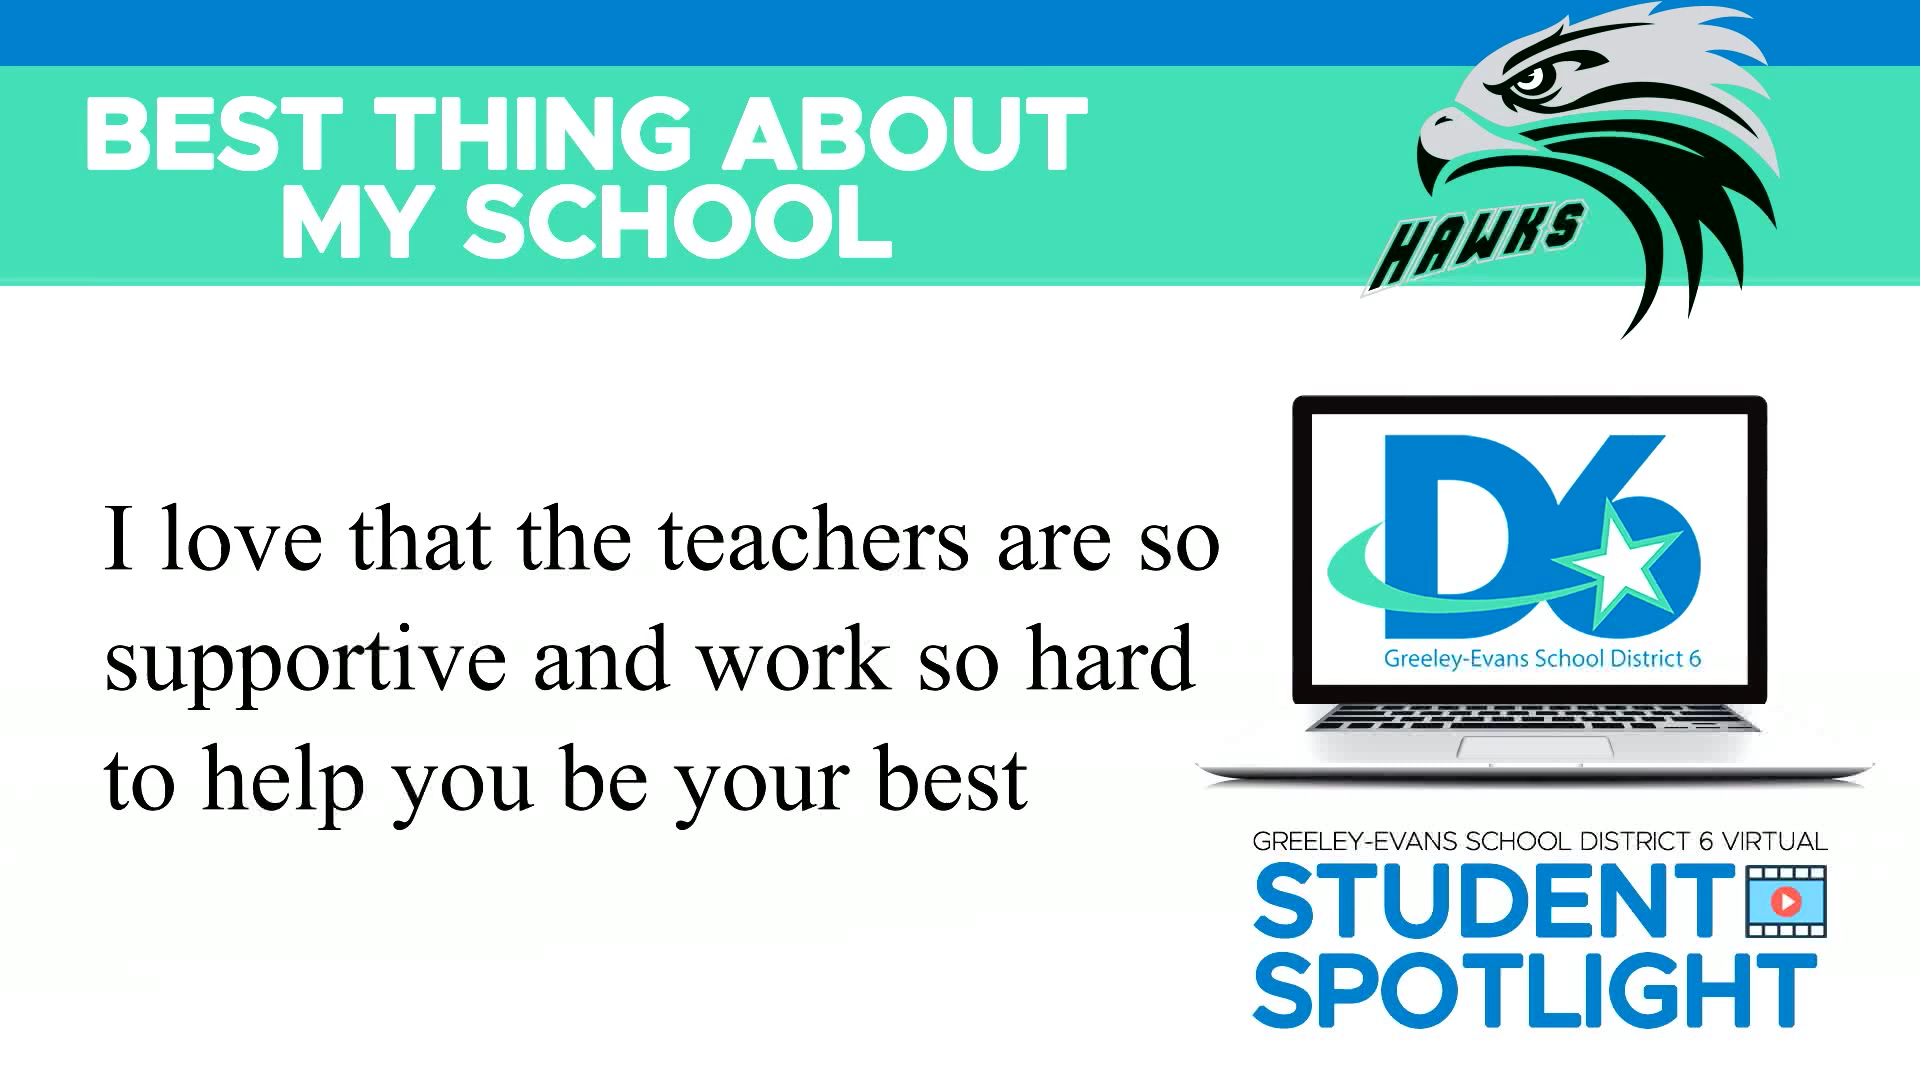 BEST THING ABOUT
MY SCHOOL
HAWKS
I love that the teachers are so
supportive and work so hard
to help you be your best
D6
Greeley-Evans School District 6
GREELEY-EVANS SCHOOL DISTRICT 6 VIRTUAL
STUDENT
SPOTLIGHT